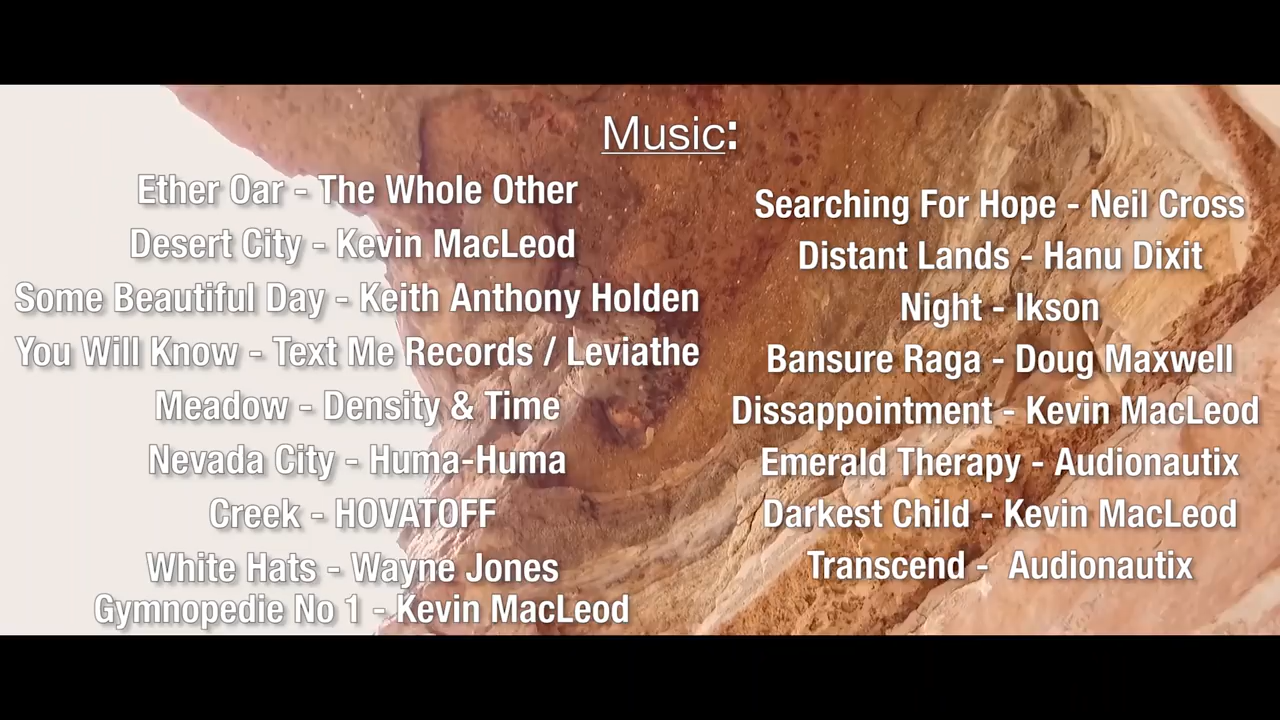 Music:
Ether Oar - The Whole Other
Desert City - Kevin MacLeod
Some Beautiful Day - Keith Anthony Holden
You Will Know - Text Me Records / Leviathe
Meadow - Density & Time
Nevada City - Huma-Huma
Creek - HOVATOFF
White Hats - Wayne Jones
Gymnopedie No 1 - Kevin MacLeod
Searching For Hope - Neil Cross
Distant Lands - Hanu Dixit
Night - Ikson
Bansure Raga - Doug Maxwell
Dissappointment - Kevin MacLeod
Emerald Therapy - Audionautix
Darkest Child - Kevin MacLeod
Transcend -  Audionautix